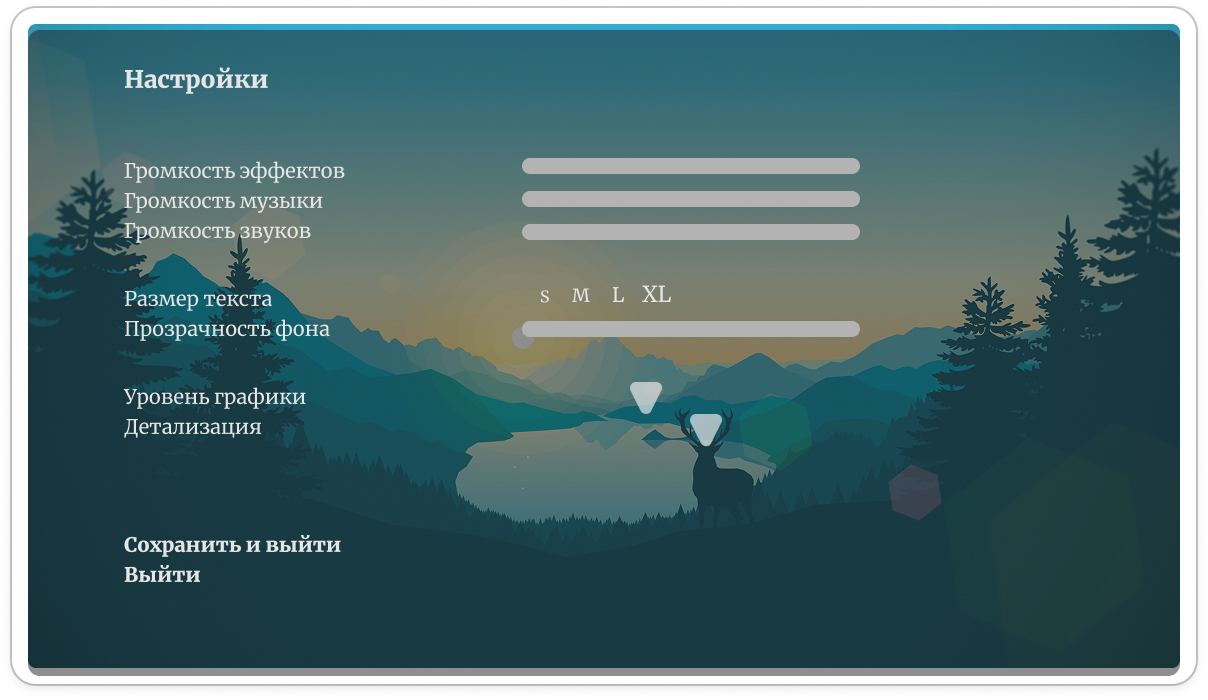 Настройки
Громкость эффектов
Громкость музыки
Громкость звуков
Размер текста S M L XL
Прозрачность фона
Уровень графики
Детализация
Сохранить и выйти
Выйти